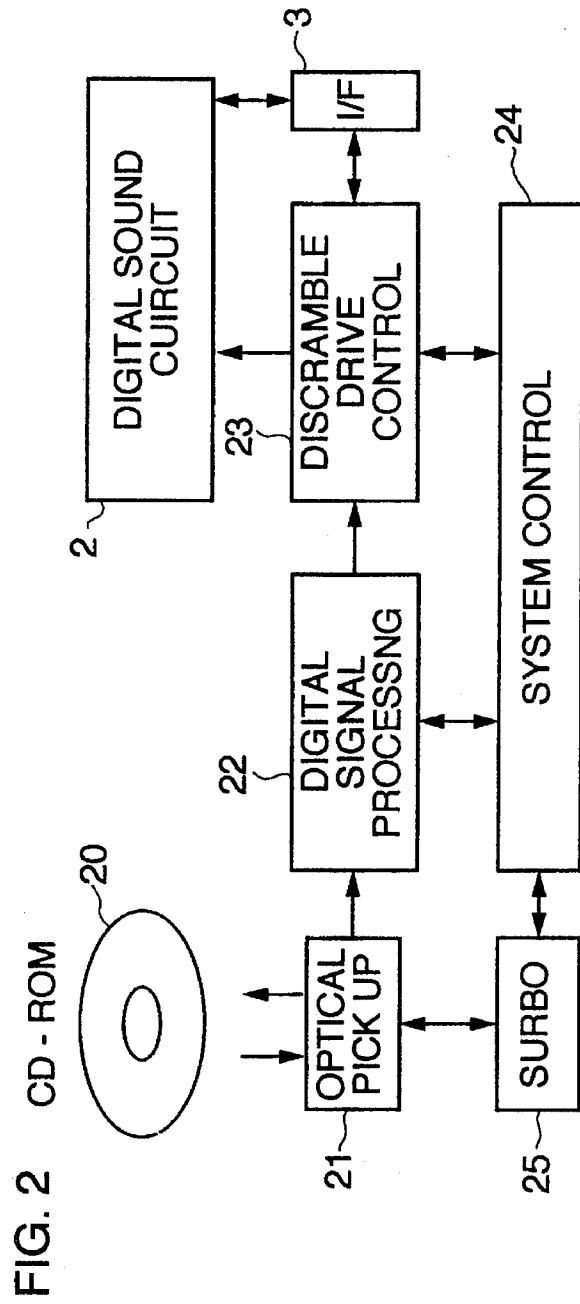 FIG. 2
CD - ROM
20
2
DIGITAL SOUND
CUIRCUIT
21
OPTICAL
PICK UP
22
DIGITAL
SIGNAL
PROCESSNG
23
DISCRAMBLE
DRIVE
CONTROL
3
I/F
25
SURBO
24
SYSTEM CONTROL